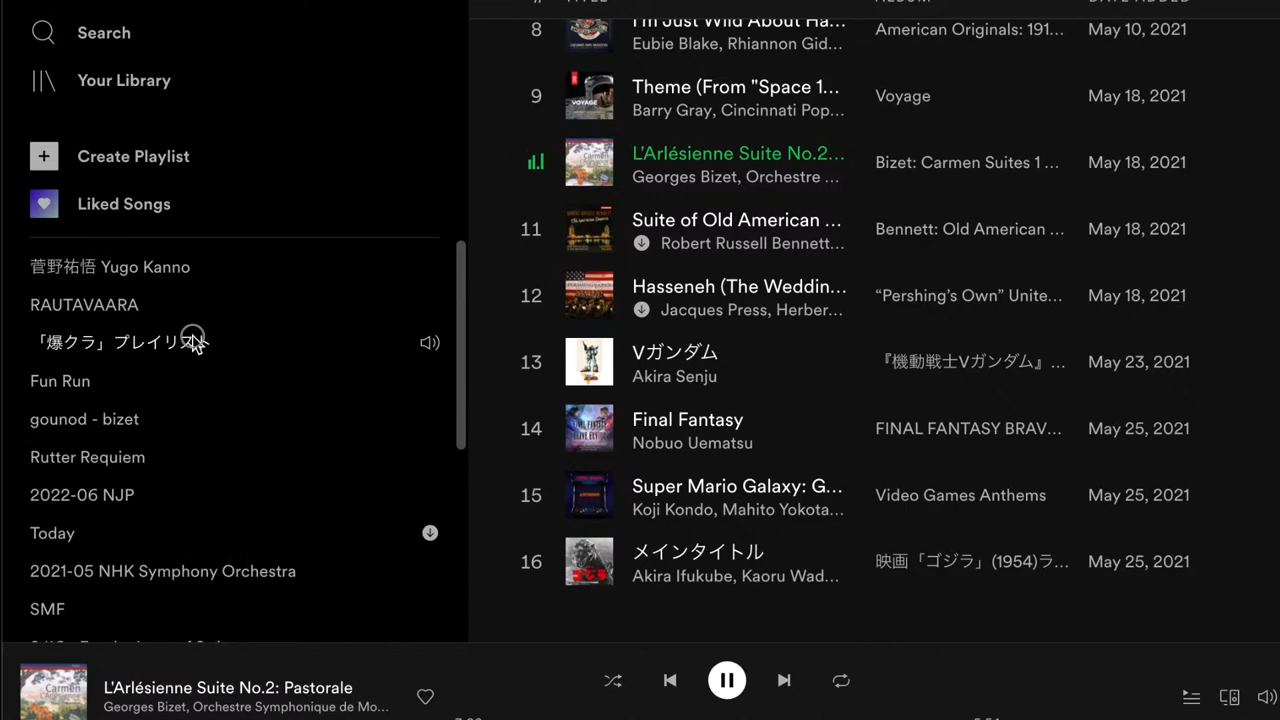 Search
Your Library
Create Playlist
Liked Songs
菅野祐悟 Yugo Kanno
RAUTAVAARA
「爆クラ」プレイリスト
Fun Run
gounod - bizet
Rutter Requiem
2022-06 NJP
Today
2021-05 NHK Symphony Orchestra
SMF
8 I'm Just Wild About Ha... American Originals: 191... May 10, 2021
Eubie Blake, Rhiannon Gid...
9 Theme (From "Space 1... Voyage May 18, 2021
Barry Gray, Cincinnati Pop...
L'Arlésienne Suite No.2... Bizet: Carmen Suites 1 ... May 18, 2021
Georges Bizet, Orchestre ...
11 Suite of Old American ... Bennett: Old American ... May 18, 2021
Robert Russell Bennett...
12 Hasseneh (The Weddin... “Pershing’s Own” Unite... May 18, 2021
Jacques Press, Herber...
13 Vガンダム 『機動戦士Vガンダム』... May 23, 2021
Akira Senju
14 Final Fantasy FINAL FANTASY BRAV... May 25, 2021
Nobuo Uematsu
15 Super Mario Galaxy: G... Video Games Anthems May 25, 2021
Koji Kondo, Mahito Yokota...
16 メインタイトル 映画「ゴジラ」(1954)ラ... May 25, 2021
Akira Ifukube, Kaoru Wad...
L'Arlésienne Suite No.2: Pastorale
Georges Bizet, Orchestre Symphonique de Mo...